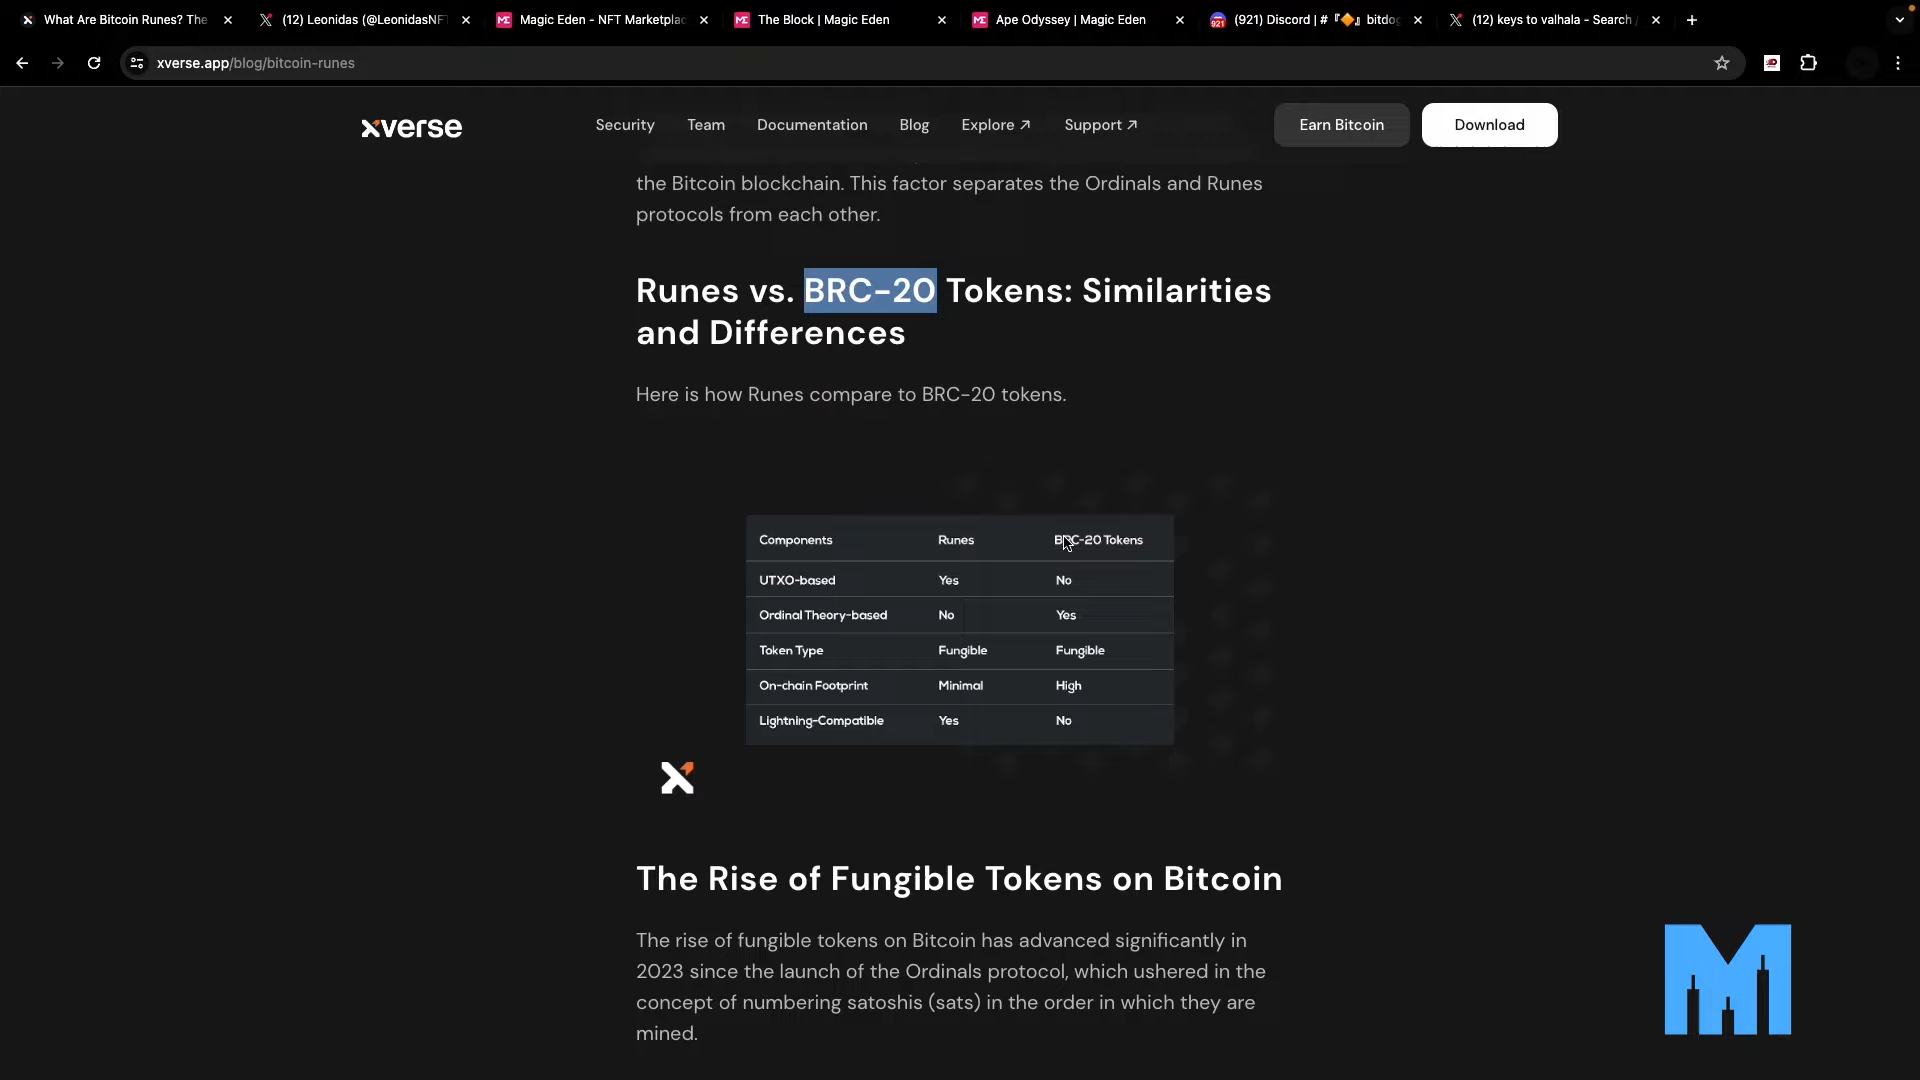 What Are Bitcoin Runes? The
(12) Leonidas (@LeonidasNF
Magic Eden - NFT Marketplac
The Block | Magic Eden
Ape Odyssey | Magic Eden
921
(921) Discord | #『🔶』bitdog
(12) keys to valhala - Search /
xverse.app/blog/bitcoin-runes
xverse
Security
Team
Documentation
Blog
Explore ↗
Support ↗
Earn Bitcoin
Download
the Bitcoin blockchain. This factor separates the Ordinals and Runes
protocols from each other.
Runes vs. BRC-20 Tokens: Similarities
and Differences
Here is how Runes compare to BRC-20 tokens.
Components Runes BRC-20 Tokens
UTXO-based Yes No
Ordinal Theory-based No Yes
Token Type Fungible Fungible
On-chain Footprint Minimal High
Lightning-Compatible Yes No
The Rise of Fungible Tokens on Bitcoin
The rise of fungible tokens on Bitcoin has advanced significantly in
2023 since the launch of the Ordinals protocol, which ushered in the
concept of numbering satoshis (sats) in the order in which they are
mined.
M